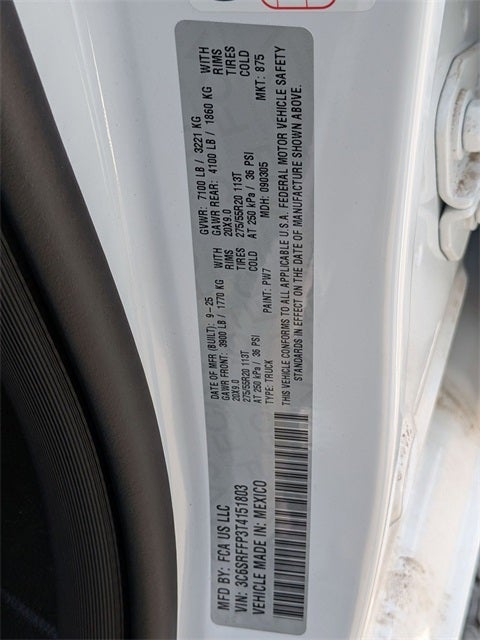 MFD BY: FCA US LLC
VIN: 3C6SRFFP3T4151803
VEHICLE MADE IN: MEXICO
DATE OF MFR (BUILT): 9-25 GVWR: 7100 LB / 3221 KG
GAWR FRONT: 3900 LB / 1770 KG WITH GAWR REAR: 4100 LB / 1860 KG WITH
20X9.0 RIMS 20X9.0 RIMS
275/55R20 113T TIRES 275/55R20 113T TIRES
AT 250 kPa / 36 PSI COLD AT 250 kPa / 36 PSI COLD
TYPE: TRUCK PAINT: PW7 MDH: 090305 MKT: 875
THIS VEHICLE CONFORMS TO ALL APPLICABLE U.S.A. FEDERAL MOTOR VEHICLE SAFETY
STANDARDS IN EFFECT ON THE DATE OF MANUFACTURE SHOWN ABOVE.